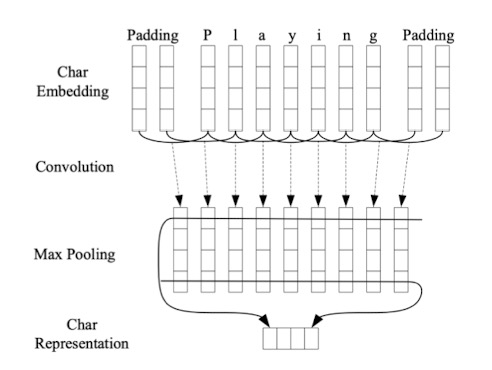 Padding P l a y i n g Padding
Char
Embedding
Convolution
Max Pooling
Char
Representation